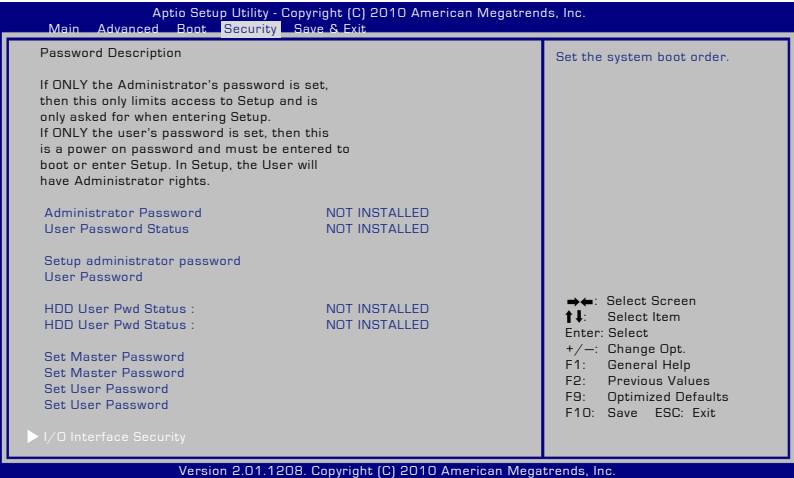 Aptio Setup Utility - Copyright (C) 2010 American Megatrends, Inc.
Main Advanced Boot Security Save & Exit
Password Description
If ONLY the Administrator's password is set,
then this only limits access to Setup and is
only asked for when entering Setup.
If ONLY the user's password is set, then this
is a power on password and must be entered to
boot or enter Setup. In Setup, the User will
have Administrator rights.
Administrator Password NOT INSTALLED
User Password Status NOT INSTALLED
Setup administrator password
User Password
HDD User Pwd Status : NOT INSTALLED
HDD User Pwd Status : NOT INSTALLED
Set Master Password
Set Master Password
Set User Password
Set User Password
I/O Interface Security
Set the system boot order.
→←: Select Screen
↑↓: Select Item
Enter: Select
+/—: Change Opt.
F1: General Help
F2: Previous Values
F9: Optimized Defaults
F10: Save ESC: Exit
Version 2.01.1208. Copyright (C) 2010 American Megatrends, Inc.